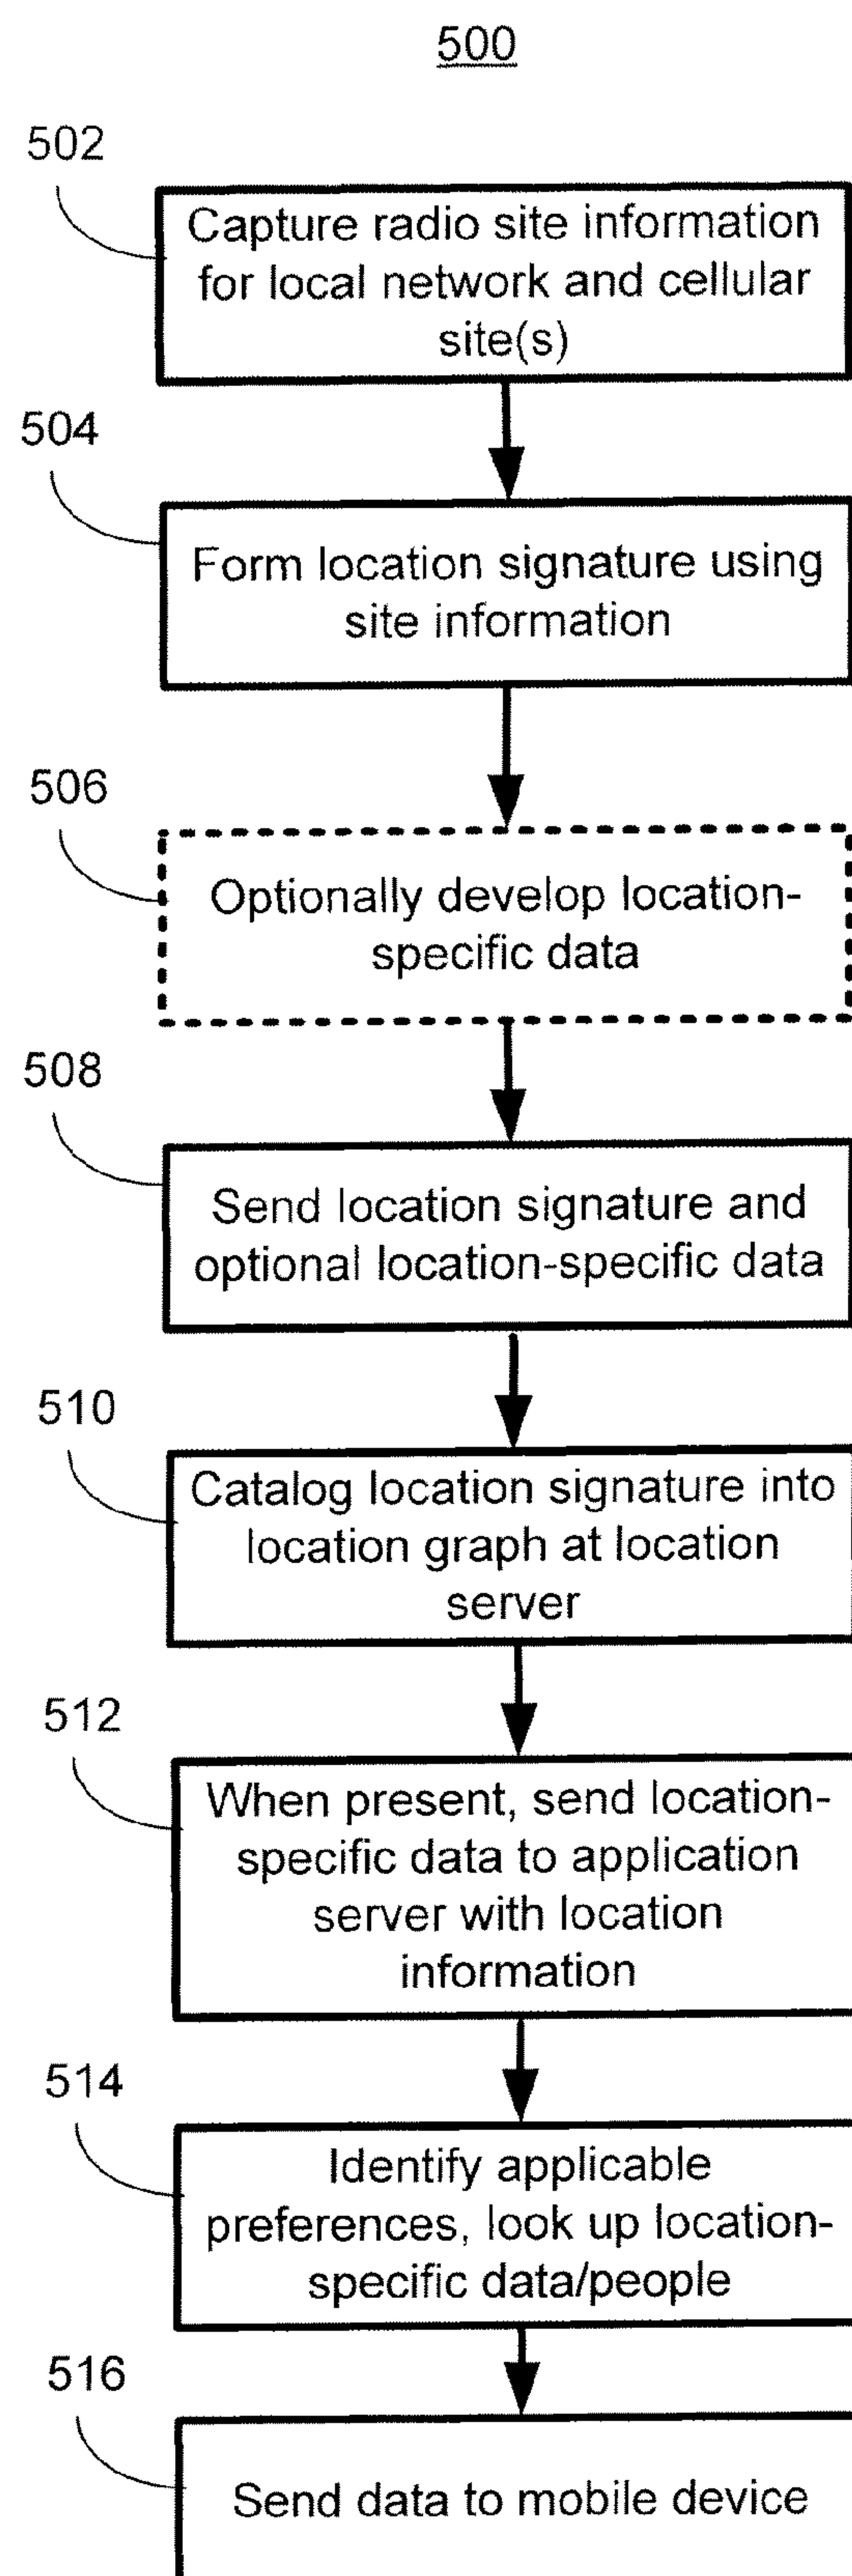 500
502
Capture radio site information
for local network and cellular
site(s)
504
Form location signature using
site information
506
Optionally develop location-
specific data
508
Send location signature and
optional location-specific data
510
Catalog location signature into
location graph at location
server
512
When present, send location-
specific data to application
server with location
information
514
Identify applicable
preferences, look up location-
specific data/people
516
Send data to mobile device